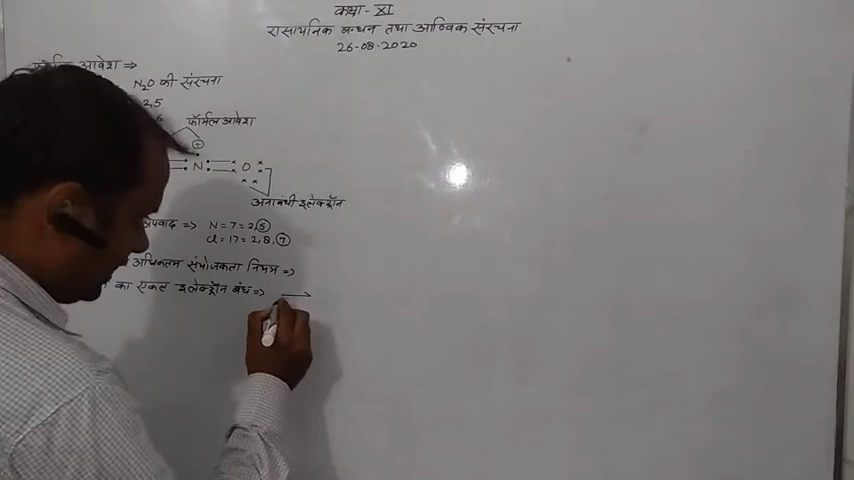 कक्षा - XI
रासायनिक बन्धन तथा आण्विक संरचना
26-08-2020
आवेश ⇒
N₂O की संरचना
2,5
फॉर्मल आवेश
+
N O
अनाबंधी इलेक्ट्रॉन
अपवाद ⇒ N = 7 = 2,5
Cl = 17 = 2,8,7
अधिकतम संयोजकता नियम ⇒
का एकल इलेक्ट्रॉन बंध ⇒ →